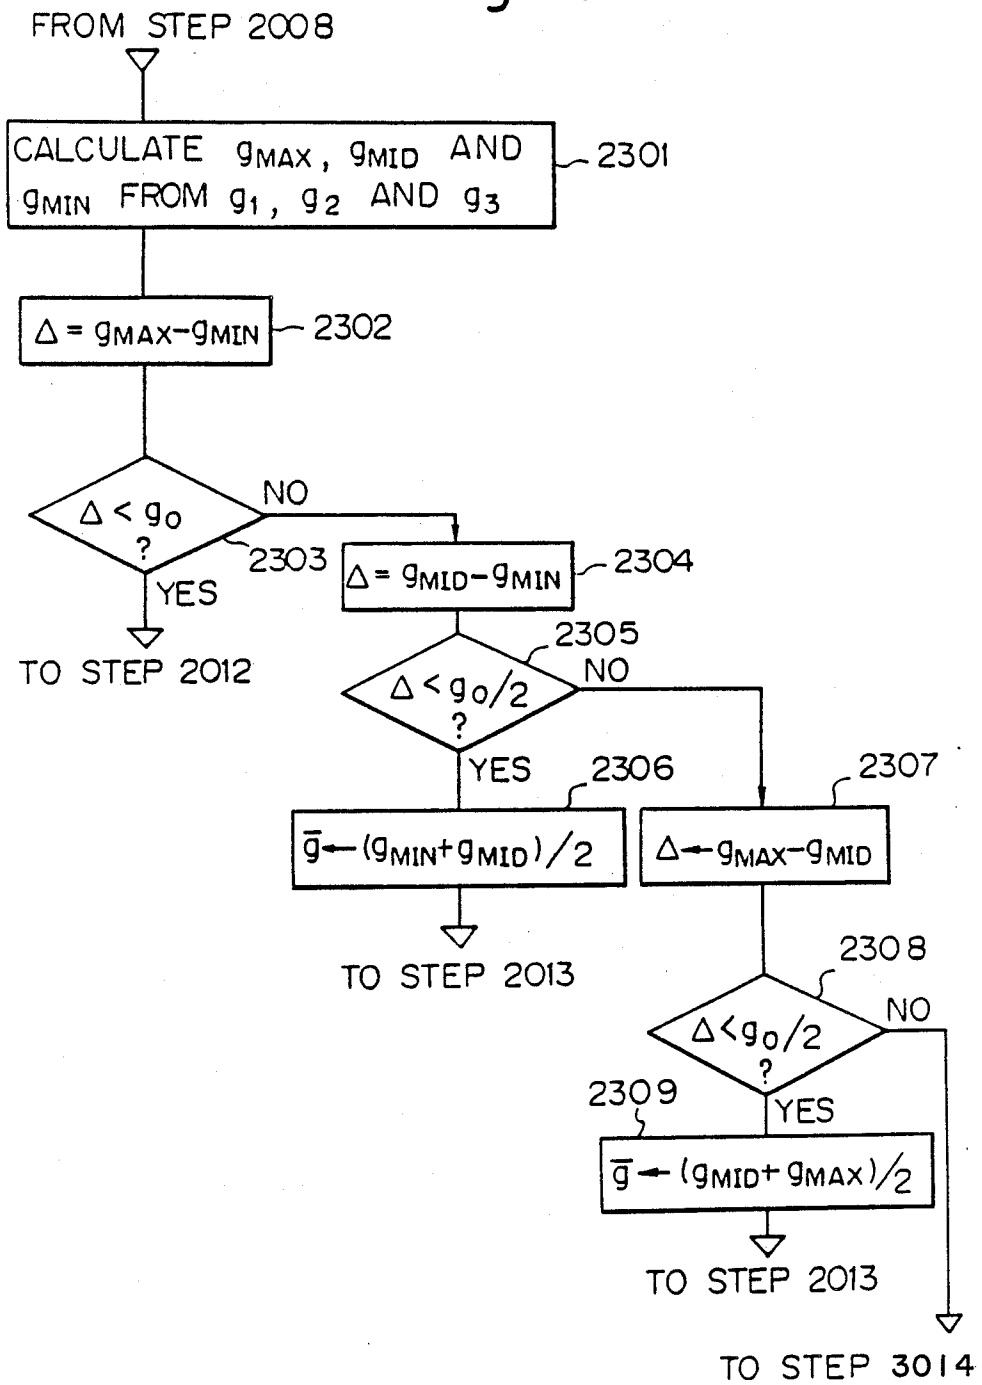 FROM STEP 2008
CALCULATE gMAX, gMID AND
gMIN FROM g1, g2 AND g3
2301
Δ = gMAX-gMIN
2302
Δ < g0
?
NO
2303
YES
TO STEP 2012
Δ = gMID-gMIN
2304
2305
Δ < g0/2
?
NO
YES
2306
g̅←(gMIN+gMID)/2
TO STEP 2013
2307
Δ←gMAX-gMID
2308
Δ<g0/2
?
NO
YES
2309
g̅←(gMID+gMAX)/2
TO STEP 2013
TO STEP 3014